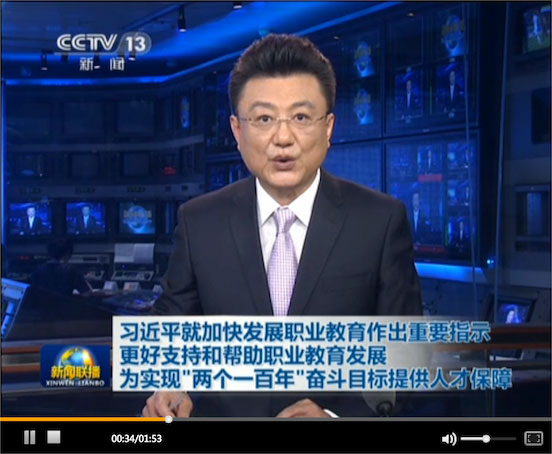 CCTV 13
新闻
习近平就加快发展职业教育作出重要指示
更好支持和帮助职业教育发展
为实现"两个一百年"奋斗目标提供人才保障
新闻联播
XINWEN-LIANBO
00:34/01:53